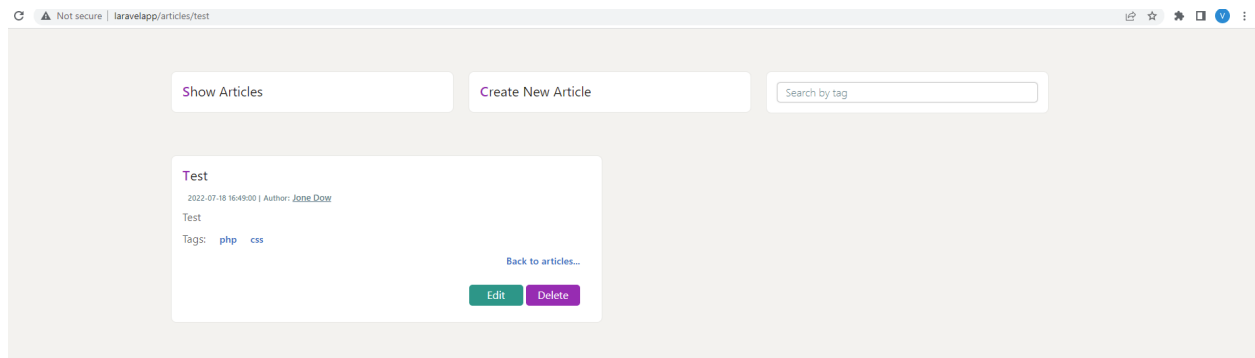 Not secure | laravelapp/articles/test
V
Show Articles
Create New Article
Search by tag
Test
2022-07-18 16:49:00 | Author: Jone Dow
Test
Tags: php css
Back to articles...
Edit Delete